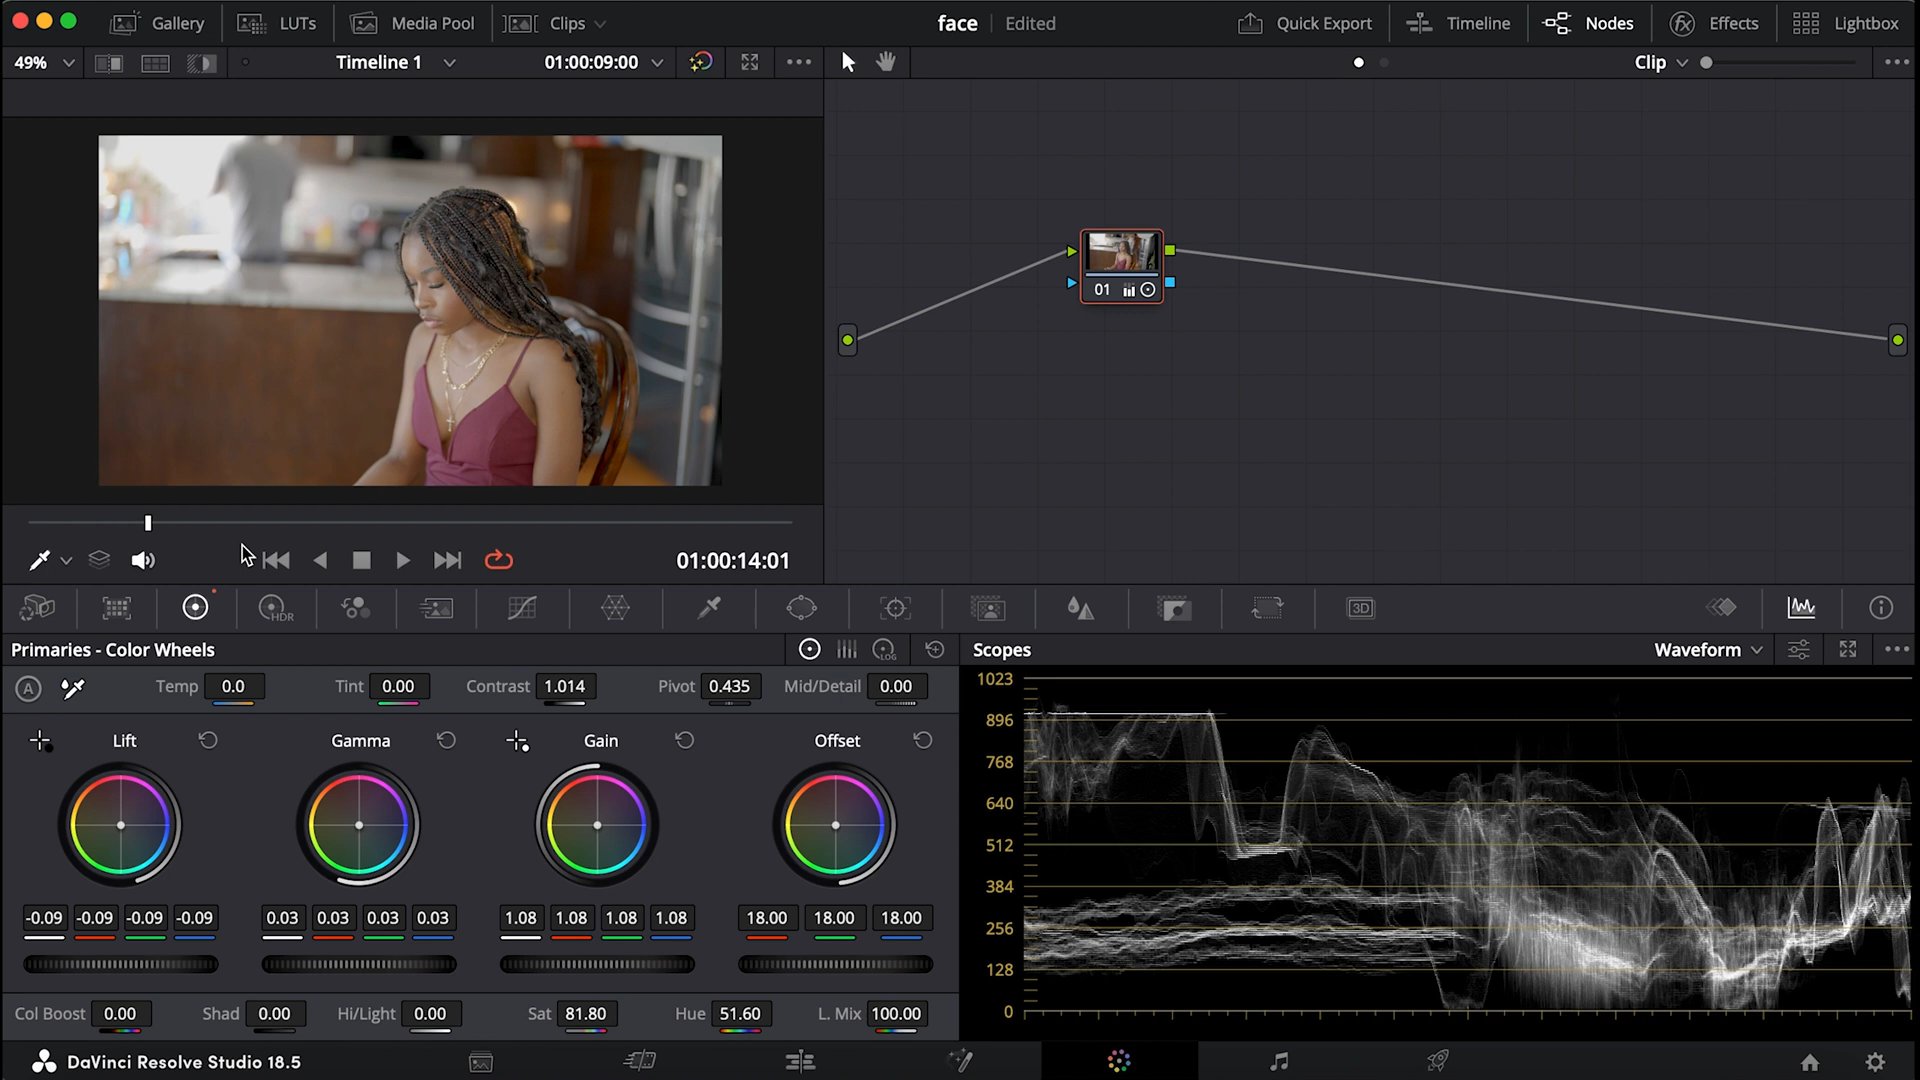 Gallery LUTs Media Pool Clips face Edited Quick Export Timeline Nodes Effects Lightbox
49% Timeline 1 01:00:09:00 Clip
01
01:00:14:01
HDR 3D
Primaries - Color Wheels LOG Scopes Waveform
A Temp 0.0 Tint 0.00 Contrast 1.014 Pivot 0.435 Mid/Detail 0.00
Lift Gamma Gain Offset
-0.09 -0.09 -0.09 -0.09 0.03 0.03 0.03 0.03 1.08 1.08 1.08 1.08 18.00 18.00 18.00
Col Boost 0.00 Shad 0.00 Hi/Light 0.00 Sat 81.80 Hue 51.60 L. Mix 100.00
1023
896
768
640
512
384
256
128
0
DaVinci Resolve Studio 18.5